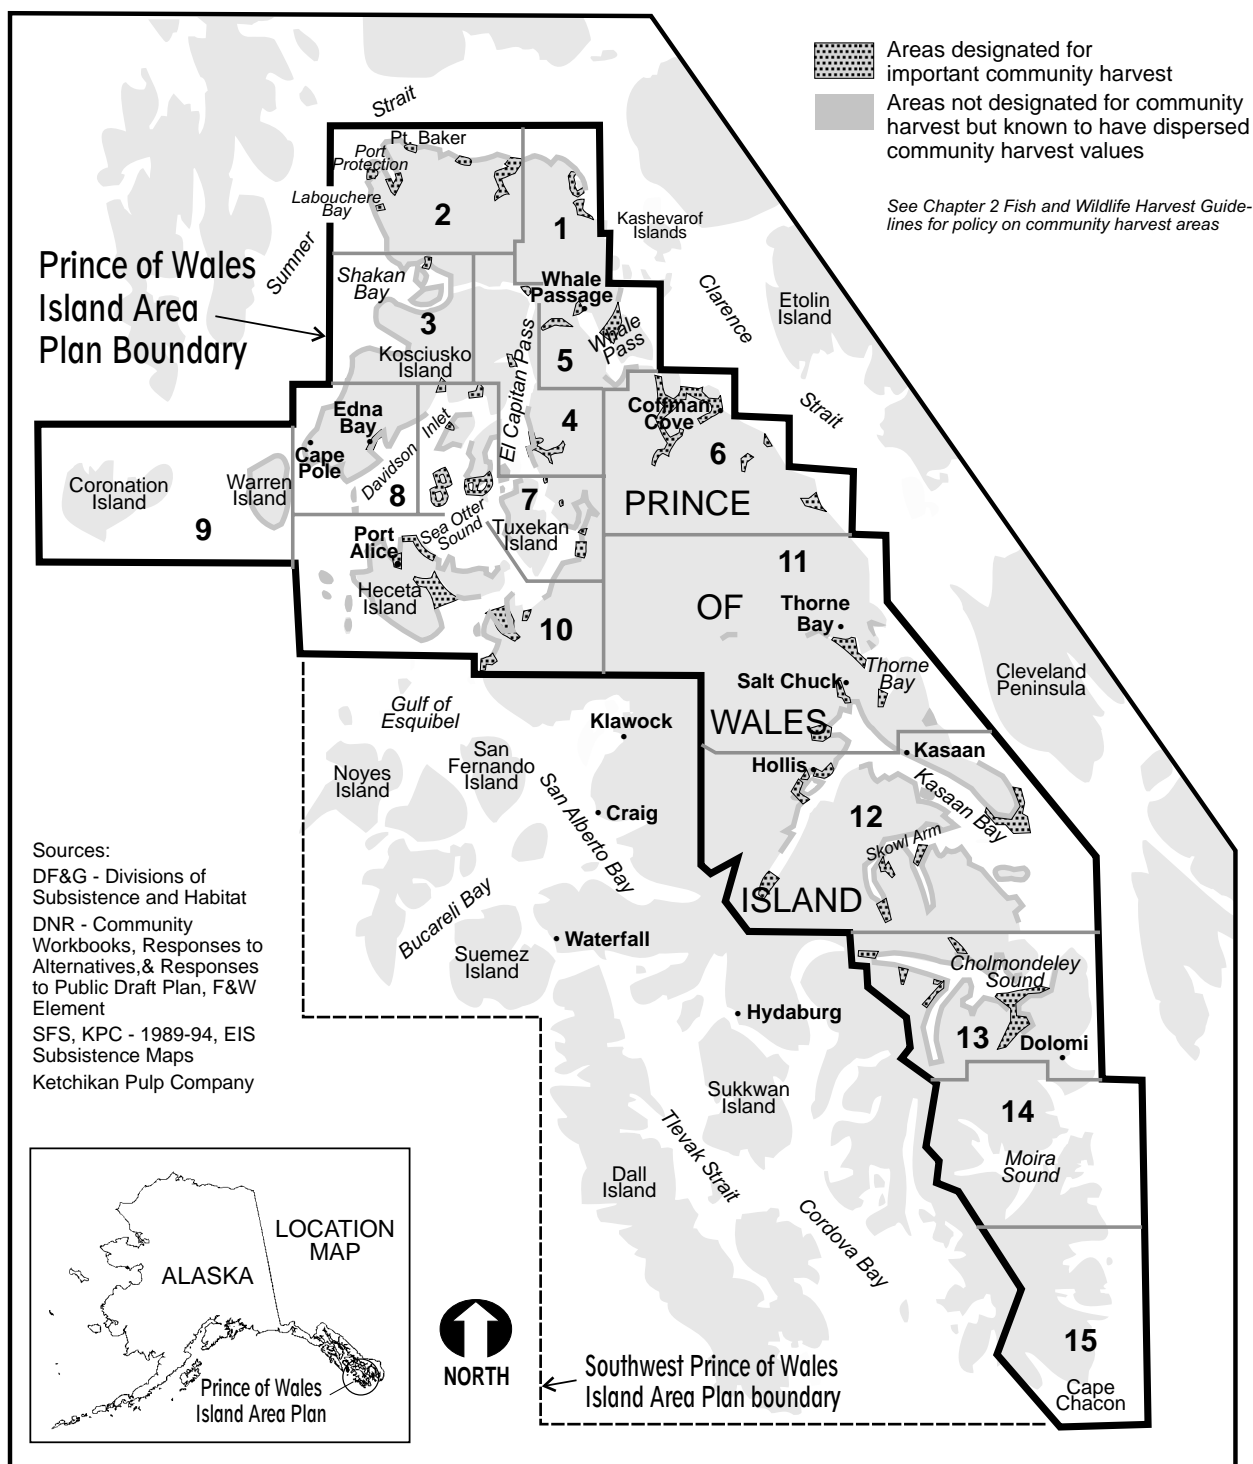 Areas designated for
important community harvest
Areas not designated for community
harvest but known to have dispersed
community harvest values
See Chapter 2 Fish and Wildlife Harvest Guide-
lines for policy on community harvest areas
Strait
Pt. Baker
Port
Protection
Labouchere
Bay
2
1
Kashevarof
Islands
Sumner
Prince of Wales
Island Area
Plan Boundary
Shakan
Bay
Whale
Passage
Clarence
Etolin
Island
3
Kosciusko
Island
El Capitan Pass
5
Whale
Pass
Strait
Edna
Bay
Cape
Pole
Davidson
Inlet
4
Coffman
Cove
6
Coronation
Island
Warren
Island
9
8
Sea Otter
Sound
7
Tuxekan
Island
PRINCE
Port
Alice
Heceta
Island
10
11
OF
Thorne
Bay
Thorne
Bay
Cleveland
Peninsula
Salt Chuck
WALES
Gulf of
Esquibel
Klawock
Kasaan
Hollis
Noyes
Island
San
Fernando
Island
San Alberto Bay
Craig
12
Kasaan Bay
Skowl Arm
ISLAND
Bucareli Bay
Waterfall
Suemez
Island
Cholmondeley
Sound
Hydaburg
13
Dolomi
Sources:
DF&G - Divisions of
Subsistence and Habitat
DNR - Community
Workbooks, Responses to
Alternatives,& Responses
to Public Draft Plan, F&W
Element
SFS, KPC - 1989-94, EIS
Subsistence Maps
Ketchikan Pulp Company
Sukkwan
Island
14
Moira
Sound
Tlevak Strait
Dall
Island
Cordova Bay
15
Cape
Chacon
LOCATION
MAP
ALASKA
Prince of Wales
Island Area Plan
NORTH
Southwest Prince of Wales
Island Area Plan boundary